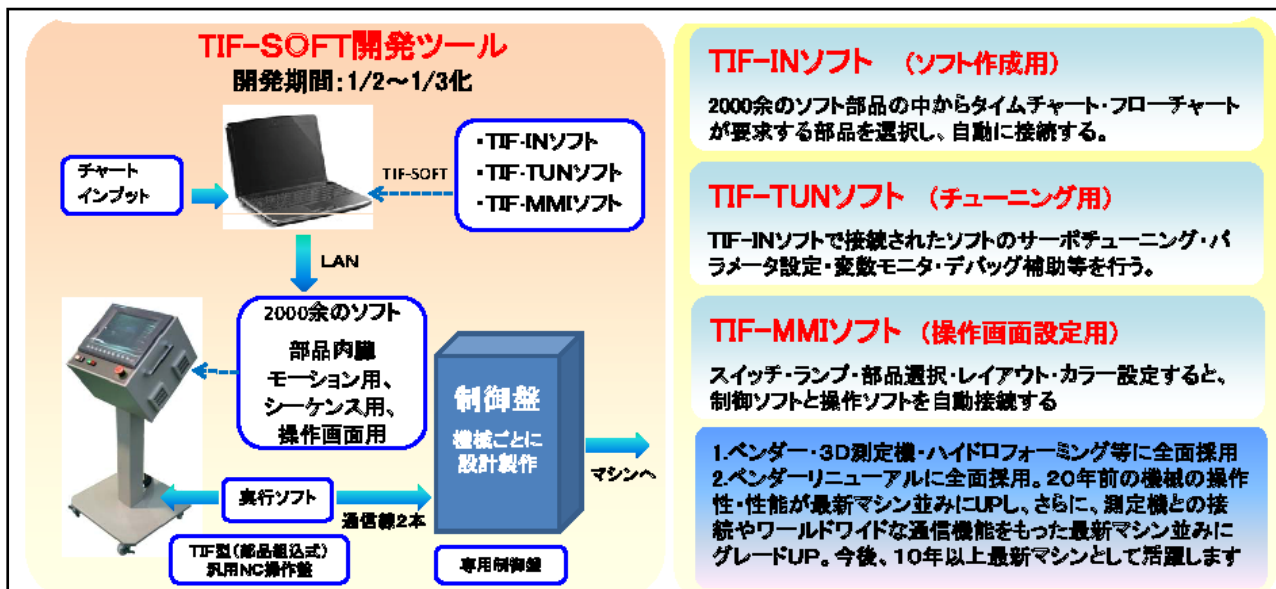 TIF-SOFT開発ツール
開発期間:1/2～1/3化
チャート
インプット
TIF-SOFT
・TIF-INソフト
・TIF-TUNソフト
・TIF-MMIソフト
LAN
2000余のソフト
部品内臓
モーション用、
シーケンス用、
操作画面用
制御盤
機械ごとに
設計製作
マシンへ
実行ソフト
通信線2本
TIF型(部品組込式)
汎用NC操作盤
専用制御盤
TIF-INソフト (ソフト作成用)
2000余のソフト部品の中からタイムチャート・フローチャート
が要求する部品を選択し、自動に接続する。
TIF-TUNソフト (チューニング用)
TIF-INソフトで接続されたソフトのサーボチューニング・パ
ラメータ設定・変数モニタ・デバッグ補助等を行う。
TIF-MMIソフト (操作画面設定用)
スイッチ・ランプ・部品選択・レイアウト・カラー設定すると、
制御ソフトと操作ソフトを自動接続する
1.ベンダー・3D測定機・ハイドロフォーミング等に全面採用
2.ベンダーリニューアルに全面採用。20年前の機械の操作
性・性能が最新マシン並みにUPし、さらに、測定機との接
続やワールドワイドな通信機能をもった最新マシン並みに
グレードUP。今後、10年以上最新マシンとして活躍します